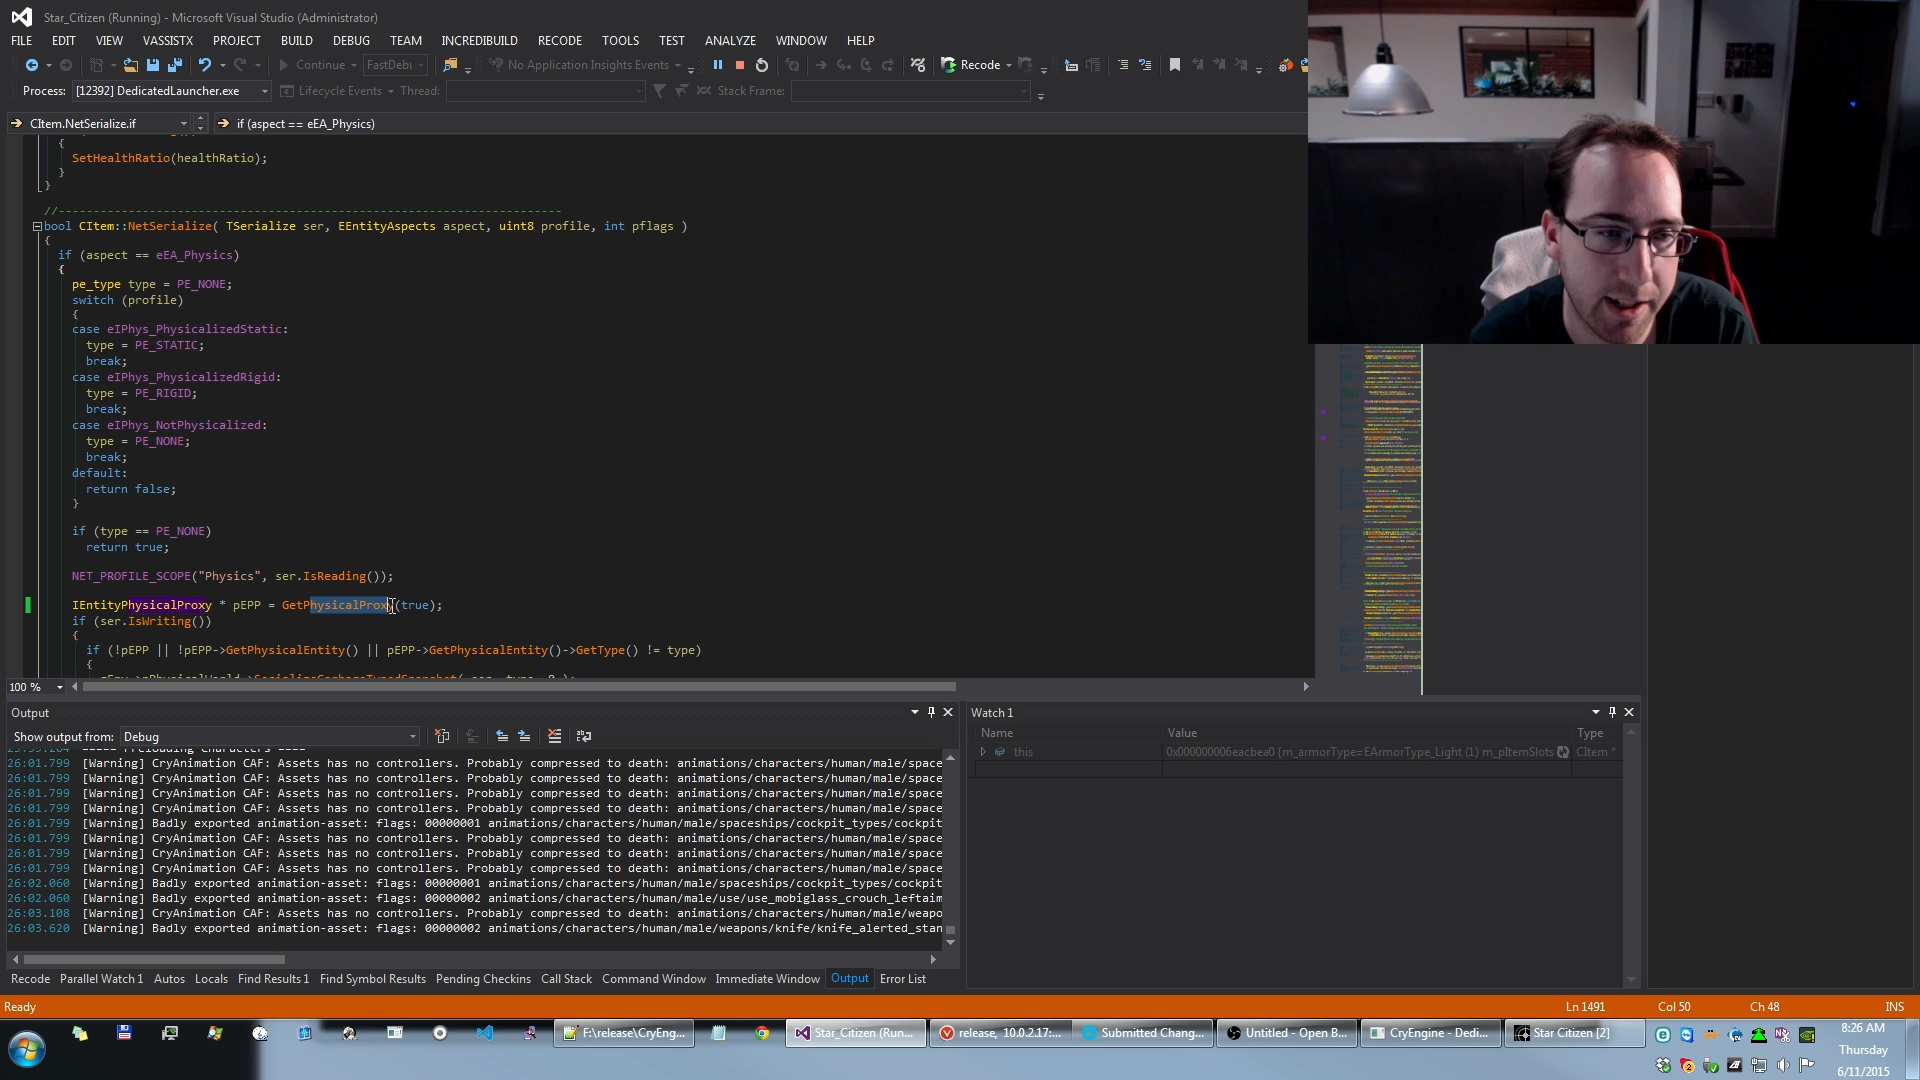 Star_Citizen (Running) - Microsoft Visual Studio (Administrator)
FILE EDIT VIEW VASSISTX PROJECT BUILD DEBUG TEAM INCREDIBUILD RECODE TOOLS TEST ANALYZE WINDOW HELP
Continue FastDebu No Application Insights Events Recode
Process: [12392] DedicatedLauncher.exe Lifecycle Events Thread: Stack Frame:
CItem.NetSerialize.if if (aspect == eEA_Physics)
{
SetHealthRatio(healthRatio);
}
}
//------------------------------------------------------------------------
bool CItem::NetSerialize( TSerialize ser, EEntityAspects aspect, uint8 profile, int pflags )
{
if (aspect == eEA_Physics)
{
pe_type type = PE_NONE;
switch (profile)
{
case eIPhys_PhysicalizedStatic:
type = PE_STATIC;
break;
case eIPhys_PhysicalizedRigid:
type = PE_RIGID;
break;
case eIPhys_NotPhysicalized:
type = PE_NONE;
break;
default:
return false;
}
if (type == PE_NONE)
return true;
NET_PROFILE_SCOPE("Physics", ser.IsReading());
IEntityPhysicalProxy * pEPP = GetPhysicalProxy(true);
if (ser.IsWriting())
{
if (!pEPP || !pEPP->GetPhysicalEntity() || pEPP->GetPhysicalEntity()->GetType() != type)
{
100 %
Output
Show output from: Debug
26:01.799 [Warning] CryAnimation CAF: Assets has no controllers. Probably compressed to death: animations/characters/human/male/space
26:01.799 [Warning] CryAnimation CAF: Assets has no controllers. Probably compressed to death: animations/characters/human/male/space
26:01.799 [Warning] CryAnimation CAF: Assets has no controllers. Probably compressed to death: animations/characters/human/male/space
26:01.799 [Warning] CryAnimation CAF: Assets has no controllers. Probably compressed to death: animations/characters/human/male/space
26:01.799 [Warning] Badly exported animation-asset: flags: 00000001 animations/characters/human/male/spaceships/cockpit_types/cockpit
26:01.799 [Warning] CryAnimation CAF: Assets has no controllers. Probably compressed to death: animations/characters/human/male/space
26:01.799 [Warning] CryAnimation CAF: Assets has no controllers. Probably compressed to death: animations/characters/human/male/space
26:01.799 [Warning] CryAnimation CAF: Assets has no controllers. Probably compressed to death: animations/characters/human/male/space
26:02.060 [Warning] Badly exported animation-asset: flags: 00000001 animations/characters/human/male/spaceships/cockpit_types/cockpit
26:02.060 [Warning] Badly exported animation-asset: flags: 00000002 animations/characters/human/male/use/use_mobiglass_crouch_leftaim
26:03.108 [Warning] CryAnimation CAF: Assets has no controllers. Probably compressed to death: animations/characters/human/male/weapo
26:03.620 [Warning] Badly exported animation-asset: flags: 00000002 animations/characters/human/male/weapons/knife/knife_alerted_stan
Watch 1
Name Value Type
this 0x000000006eacbea0 {m_armorType=EArmorType_Light (1) m_pItemSlots CItem *
Recode Parallel Watch 1 Autos Locals Find Results 1 Find Symbol Results Pending Checkins Call Stack Command Window Immediate Window Output Error List
Ready Ln 1491 Col 50 Ch 48 INS
F:\release\CryEng... Star_Citizen (Run... release, 10.0.2.17:... Submitted Chang... Untitled - Open B... CryEngine - Dedi... Star Citizen [2]
8:26 AM
Thursday
6/11/2015